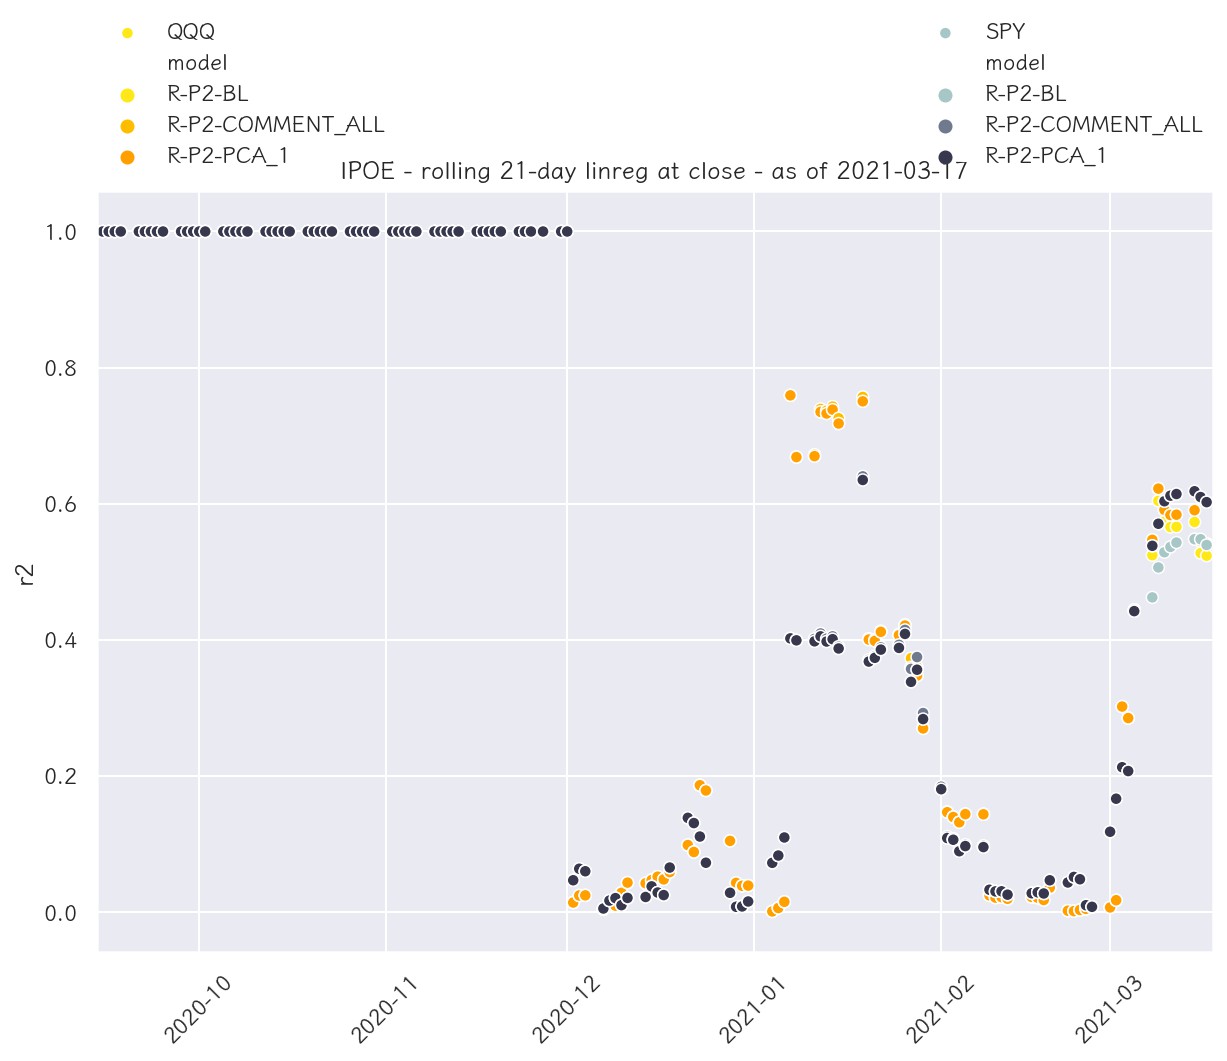 QQQ
model
R-P2-BL
R-P2-COMMENT_ALL
R-P2-PCA_1
SPY
model
R-P2-BL
R-P2-COMMENT_ALL
R-P2-PCA_1
IPOE - rolling 21-day linreg at close - as of 2021-03-17
1.0
0.8
0.6
0.4
0.2
0.0
r2
2020-10
2020-11
2020-12
2021-01
2021-02
2021-03